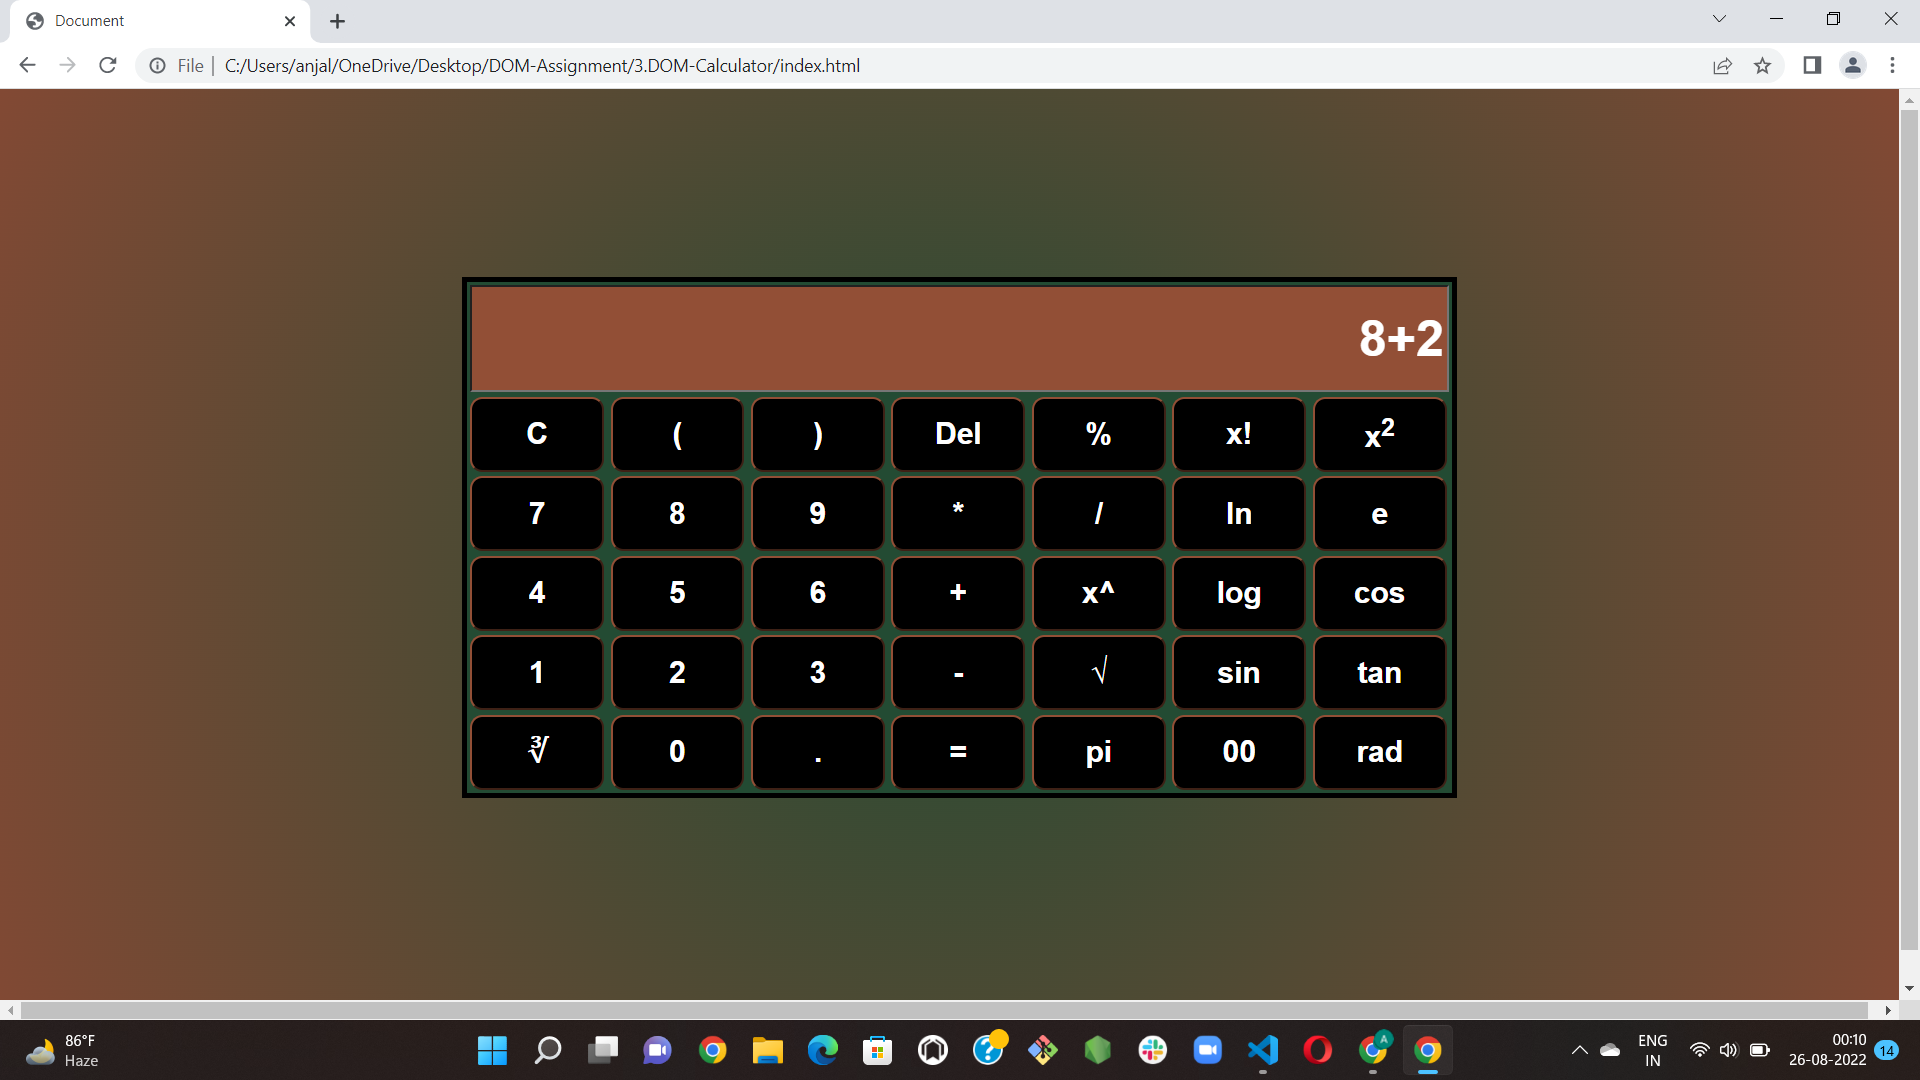 Document
File | C:/Users/anjal/OneDrive/Desktop/DOM-Assignment/3.DOM-Calculator/index.html
8+2
C ( ) Del % x! x²
7 8 9 * / ln e
4 5 6 + x^ log cos
1 2 3 - √ sin tan
∛ 0 . = pi 00 rad
86°F
Haze
A
ENG
IN
00:10
26-08-2022
14